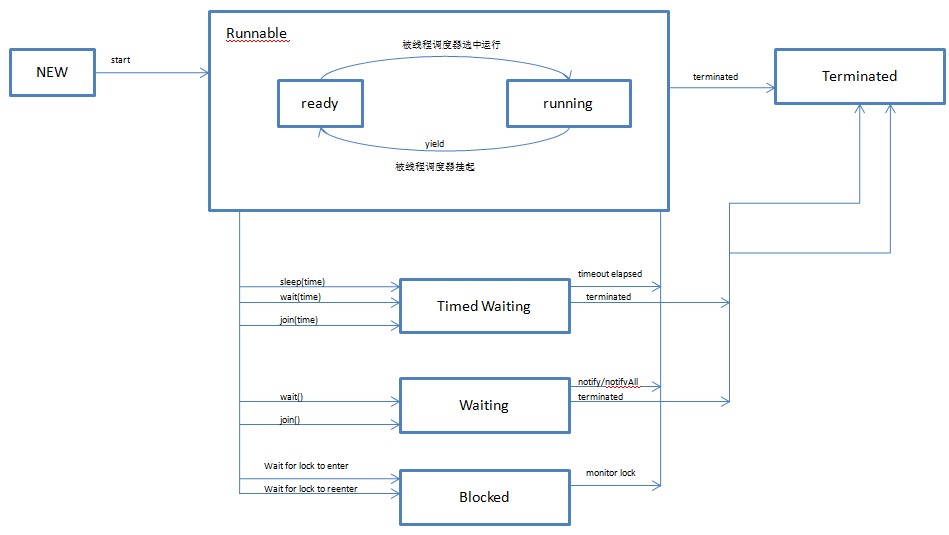 Runnable
NEW
start
被线程调度器选中运行
ready
running
yield
被线程调度器挂起
terminated
Terminated
sleep(time)
wait(time)
join(time)
Timed Waiting
timeout elapsed
terminated
wait()
join()
Waiting
notify/notifyAll
terminated
Wait for lock to enter
Wait for lock to reenter
Blocked
monitor lock